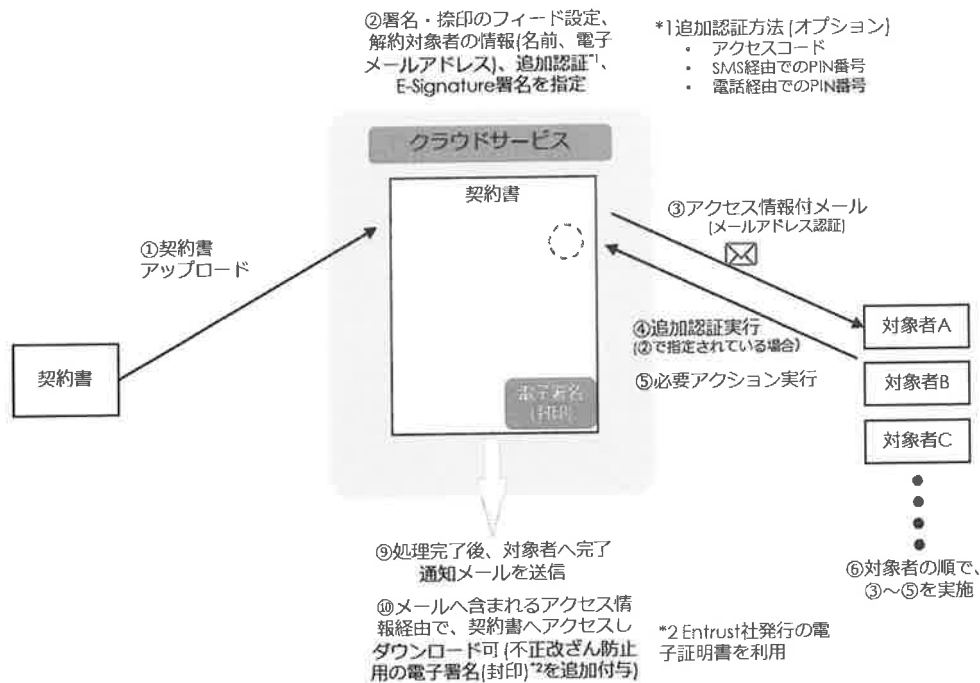 ②署名・捺印のフィード設定、
解約対象者の情報(名前、電子
メールアドレス)、追加認証*1、
E-Signature署名を指定
*1追加認証方法(オプション)
• アクセスコード
• SMS経由でのPIN番号
• 電話経由でのPIN番号
クラウドサービス
契約書
①契約書
アップロード
③アクセス情報付メール
(メールアドレス認証)
④追加認証実行
(②で指定されている場合)
⑤必要アクション実行
契約書
対象者A
対象者B
対象者C
電子署名
(封印)
⑥対象者の順で、
③～⑤を実施
⑨処理完了後、対象者へ完了
通知メールを送信
⑩メールへ含まれるアクセス情
報経由で、契約書へアクセスし
ダウンロード可(不正改ざん防止
用の電子署名(封印)*2を追加付与)
*2 Entrust社発行の電
子証明書を利用